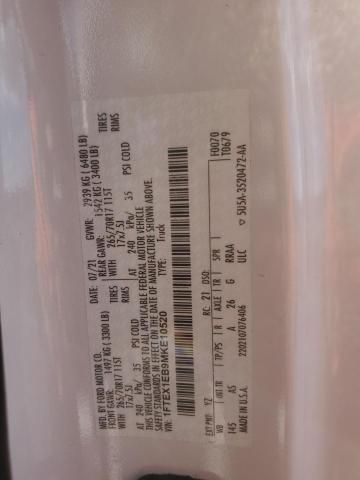 MFD. BY FORD MOTOR CO.
DATE: 07/21 GVWR: 2939 KG ( 6480 LB)
FRONT GAWR: 1497 KG ( 3300 LB)
REAR GAWR: 1542 KG ( 3400 LB)
WITH 265/70R17 115T TIRES
17x7.5J RIMS
AT 240 kPa/ 35 PSI COLD
WITH 265/70R17 115T TIRES
17x7.5J RIMS
AT 240 kPa/ 35 PSI COLD
THIS VEHICLE CONFORMS TO ALL APPLICABLE FEDERAL MOTOR VEHICLE
SAFETY STANDARDS IN EFFECT ON THE DATE OF MANUFACTURE SHOWN ABOVE.
VIN: 1FTEX1EB9MKE10520
TYPE: Truck
F0070
T0679
EXT PNT: YZ RC: 21 DSO:
WB INT TR TP/PS R AXLE TR SPR
145 AS A 26 G RRAA
MADE IN U.S.A. ULC
5U5A-3520472-AA